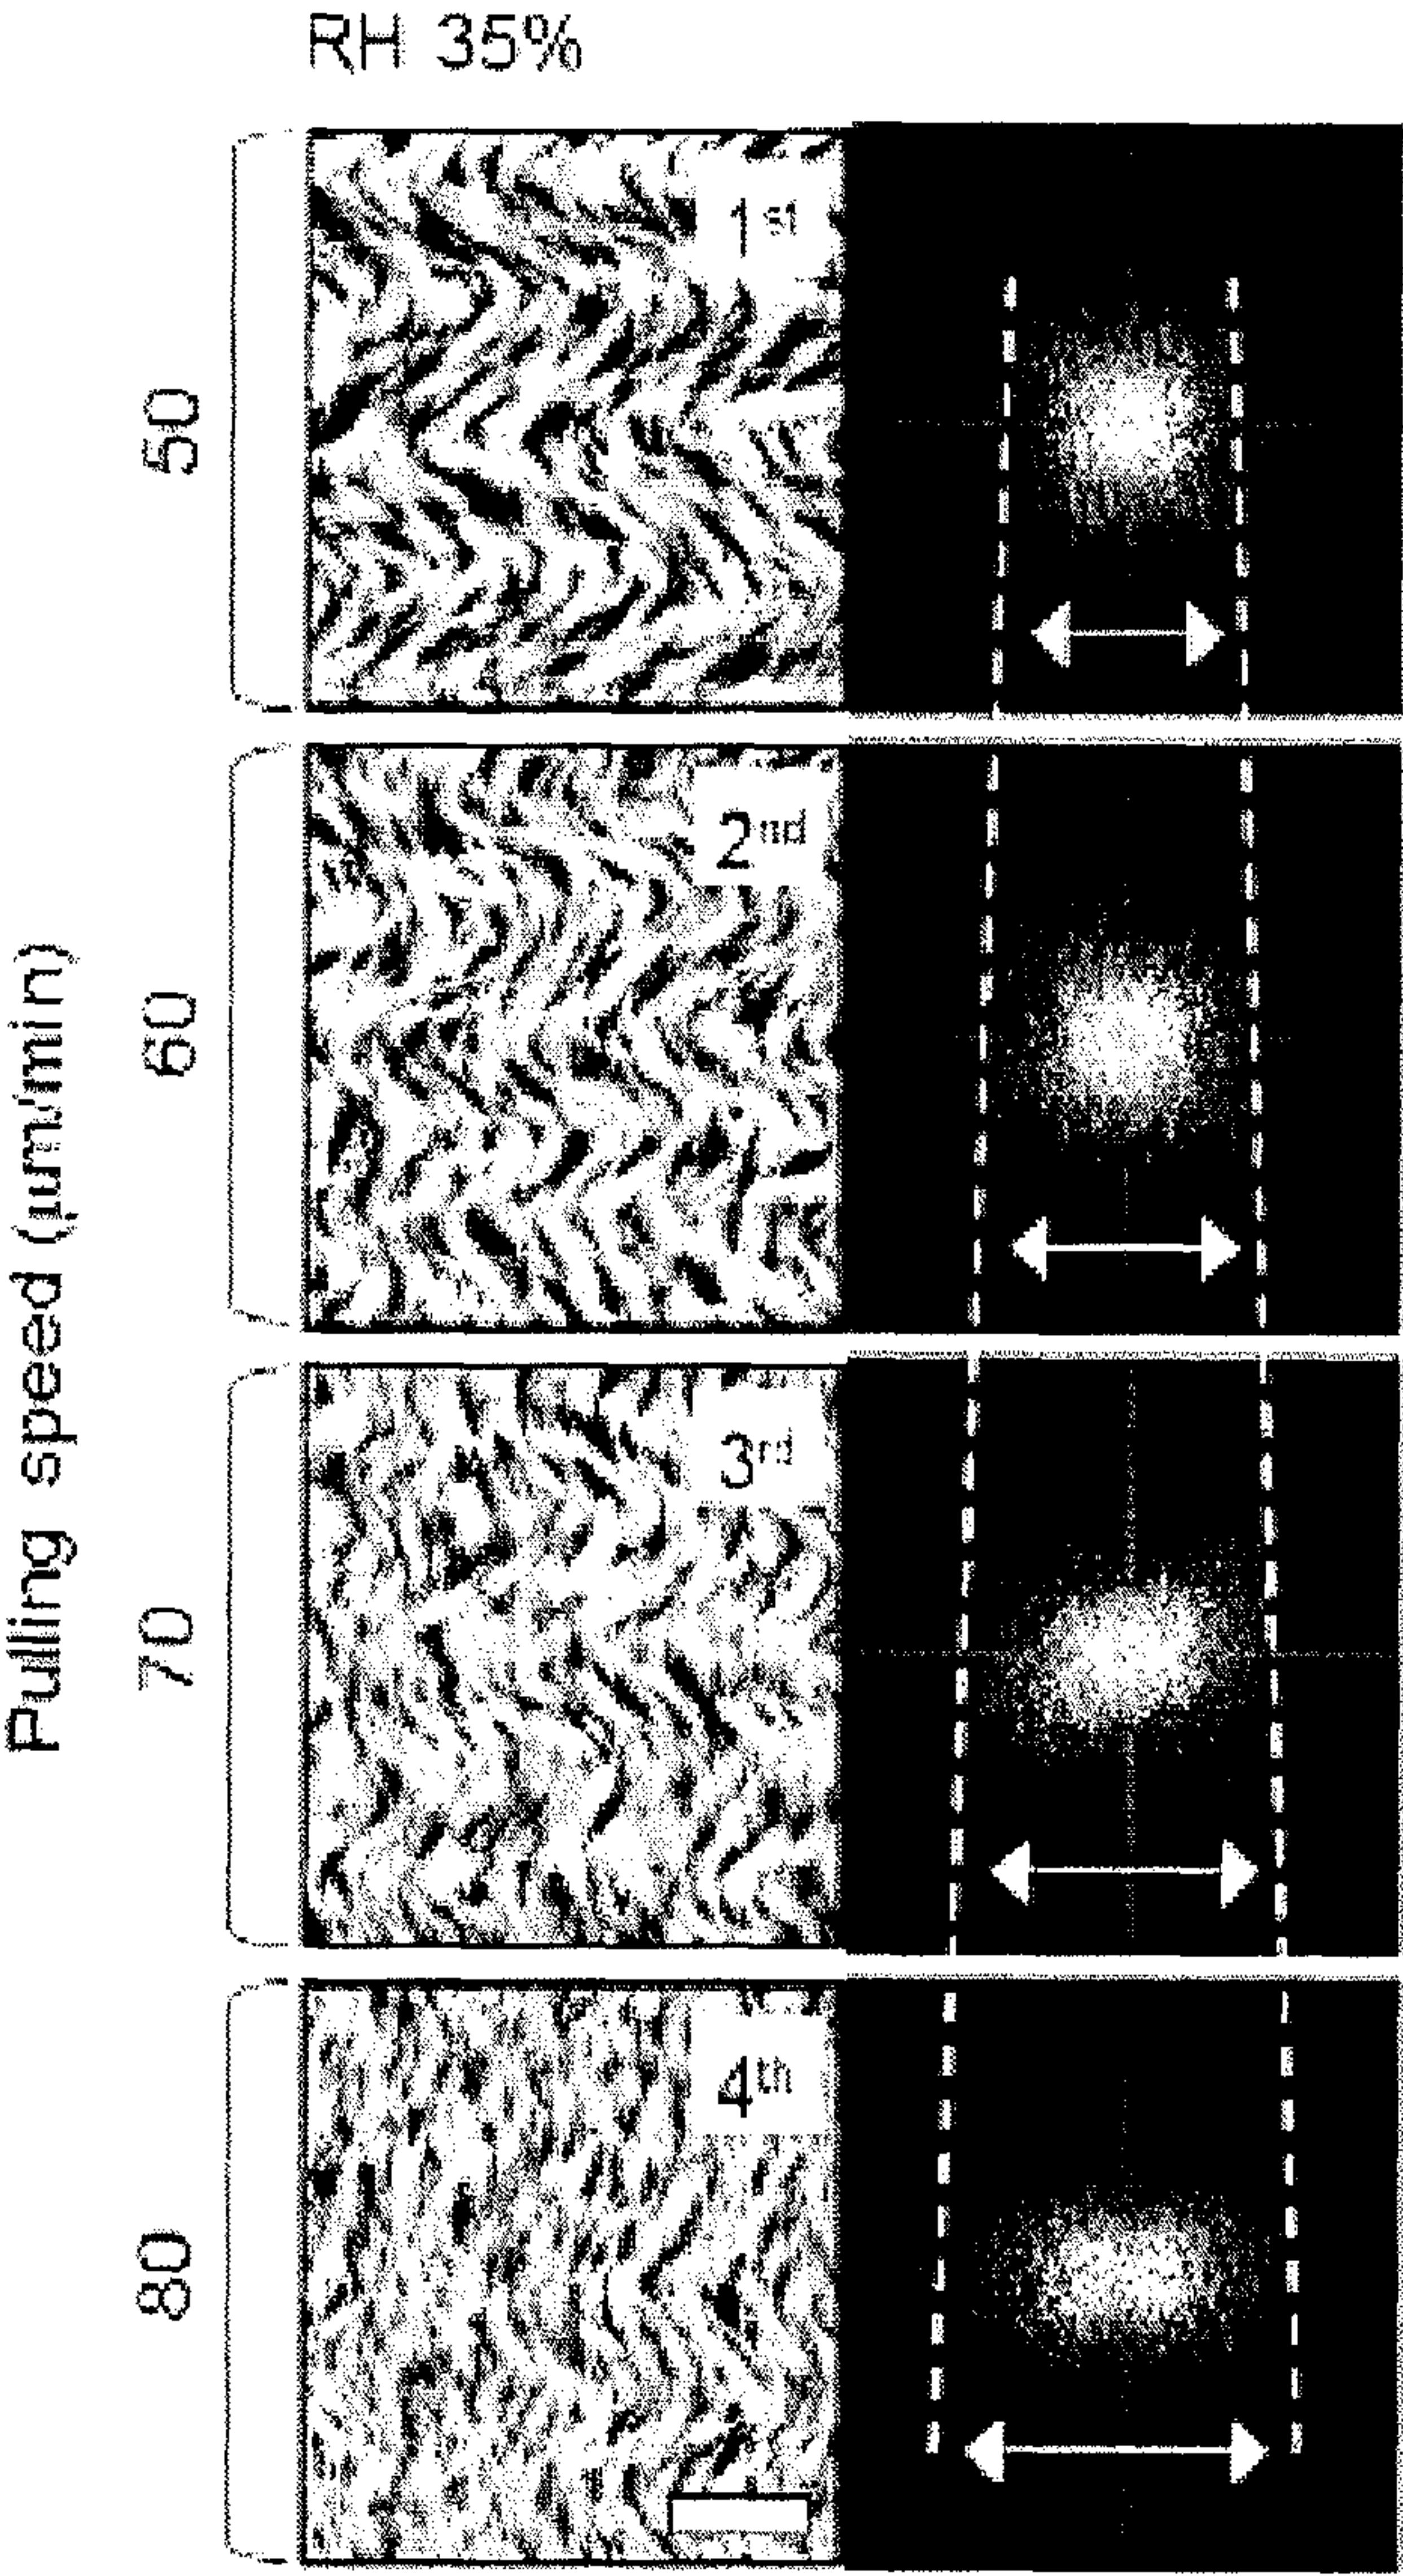 RH 35%
Pulling speed (µm/min)
50
1st
60
2nd
70
3rd
80
4th